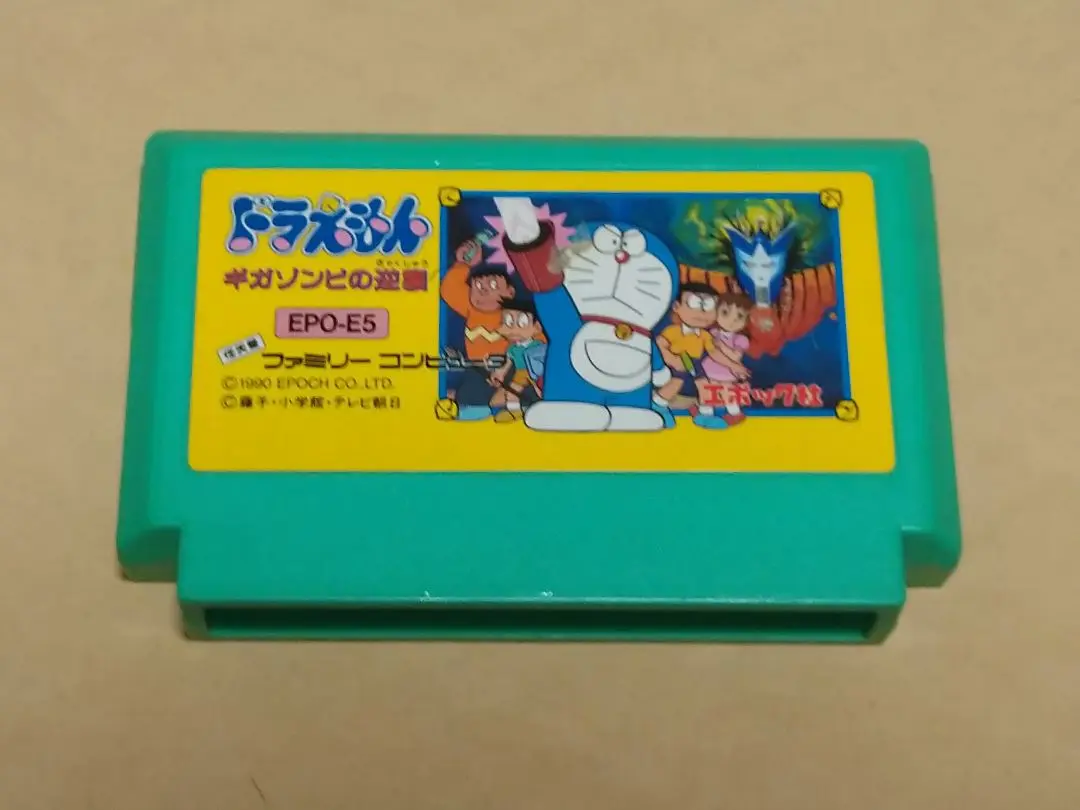 ドラえもん
ぎゃくしゅう
ギガゾンビの逆襲
EPO-E5
任天堂
ファミリー コンピュータ
©1990 EPOCH CO.,LTD.
©藤子・小学館・テレビ朝日
エポック社